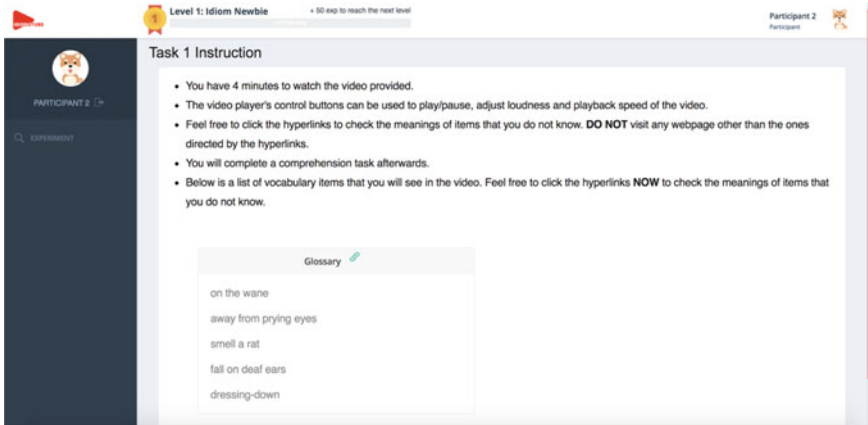 Level 1: Idiom Newbie
+ 50 exp to reach the next level
1
Participant 2
Participant
PARTICIPANT 2
EXPERIMENT
Task 1 Instruction
• You have 4 minutes to watch the video provided.
• The video player's control buttons can be used to play/pause, adjust loudness and playback speed of the video.
• Feel free to click the hyperlinks to check the meanings of items that you do not know. DO NOT visit any webpage other than the ones
directed by the hyperlinks.
• You will complete a comprehension task afterwards.
• Below is a list of vocabulary items that you will see in the video. Feel free to click the hyperlinks NOW to check the meanings of items that
you do not know.
Glossary
on the wane
away from prying eyes
smell a rat
fall on deaf ears
dressing-down